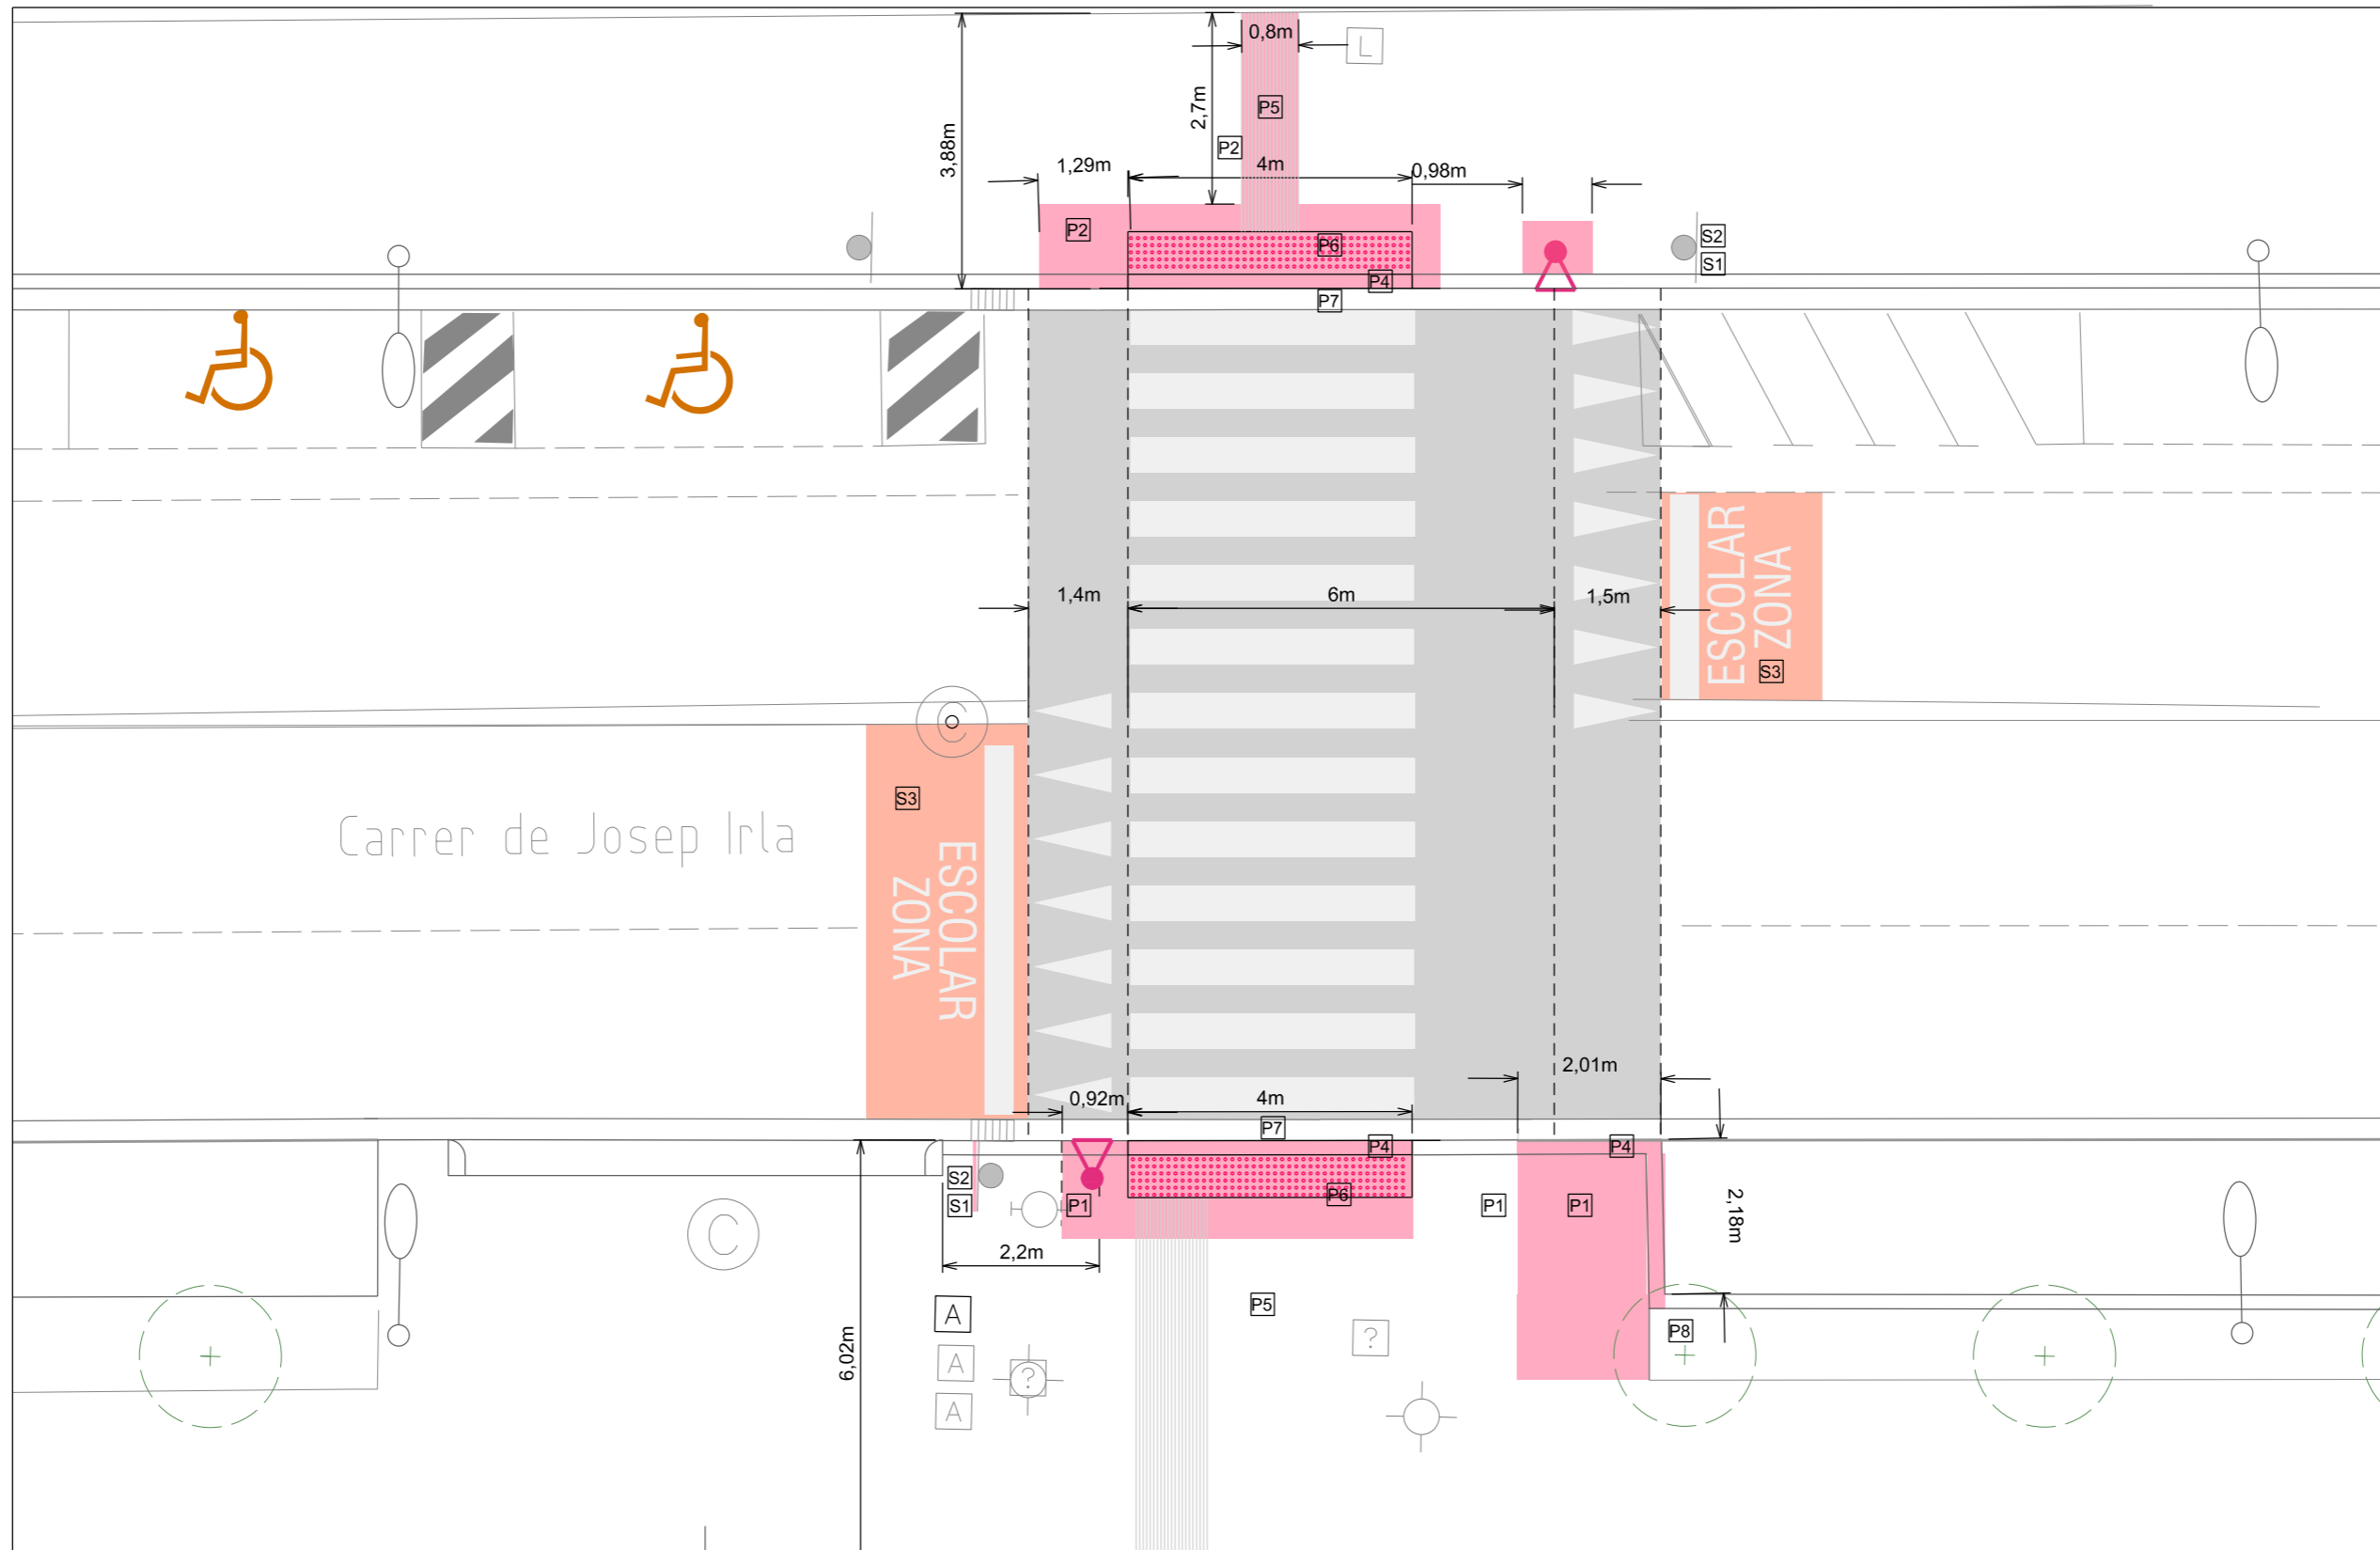 0,8m
L
2,7m
P5
3,88m
P2
1,29m
4m
0,98m
P2
P6
S2
S1
P4
P7
1,4m
6m
1,5m
ESCOLAR
ZONA
S3
C
S3
Carrer de Josep Irla
ESCOLAR
ZONA
2,01m
0,92m
4m
P7
P4
P4
S2
S1
P1
P6
P1
P1
2,18m
C
2,2m
A
P5
?
P8
6,02m
A
?
A